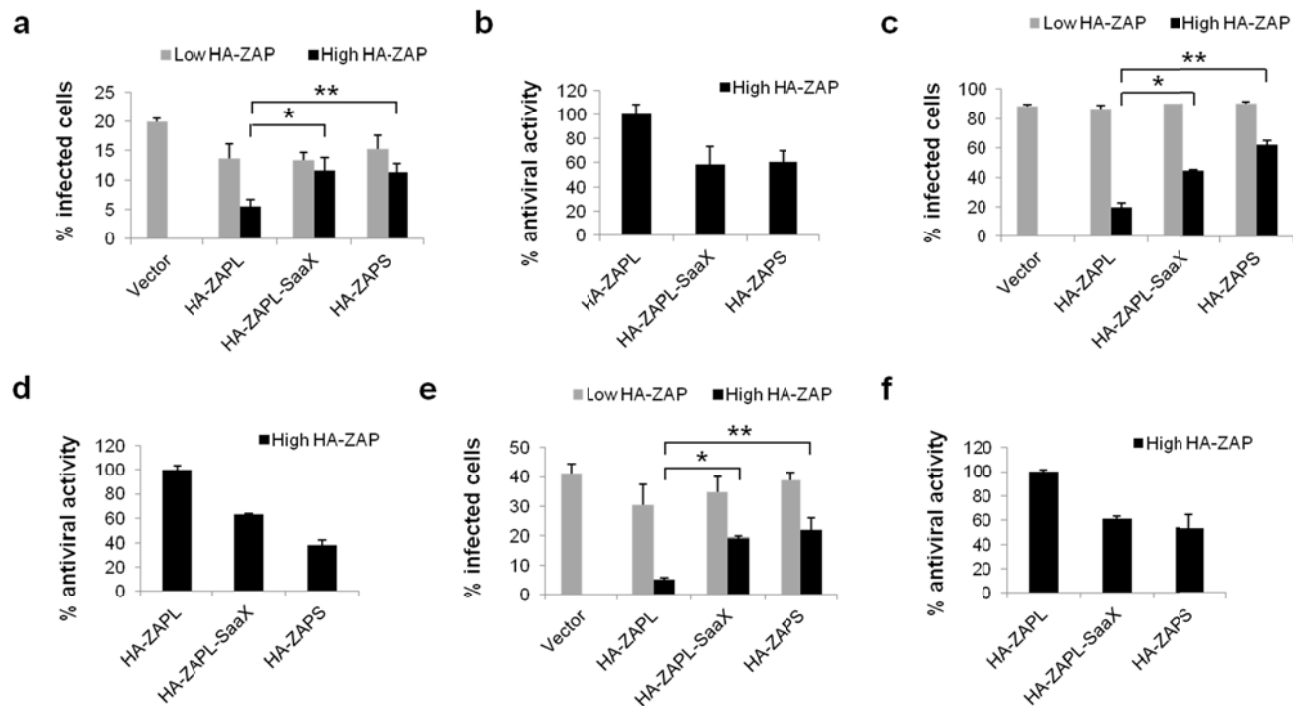 a
Low HA-ZAP
High HA-ZAP
% infected cells
25
20
15
10
5
0
*
**
Vector
HA-ZAPL
HA-ZAPL-SaaX
HA-ZAPS
b
High HA-ZAP
% antiviral activity
120
100
80
60
40
20
0
HA-ZAPL
HA-ZAPL-SaaX
HA-ZAPS
c
Low HA-ZAP
High HA-ZAP
% infected cells
100
80
60
40
20
0
*
**
Vector
HA-ZAPL
HA-ZAPL-SaaX
HA-ZAPS
d
High HA-ZAP
% antiviral activity
120
100
80
60
40
20
0
HA-ZAPL
HA-ZAPL-SaaX
HA-ZAPS
e
Low HA-ZAP
High HA-ZAP
% infected cells
50
40
30
20
10
0
*
**
Vector
HA-ZAPL
HA-ZAPL-SaaX
HA-ZAPS
f
High HA-ZAP
% antiviral activity
120
100
80
60
40
20
0
HA-ZAPL
HA-ZAPL-SaaX
HA-ZAPS